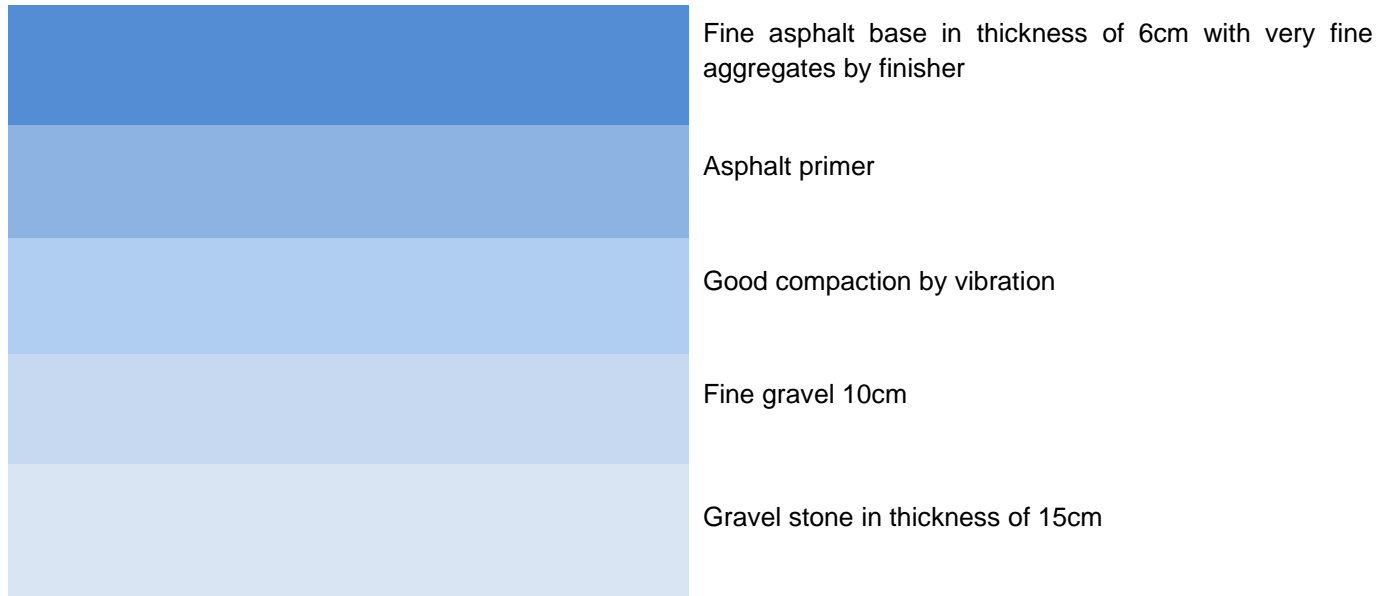 Fine asphalt base in thickness of 6cm with very fine
aggregates by finisher
Asphalt primer
Good compaction by vibration
Fine gravel 10cm
Gravel stone in thickness of 15cm